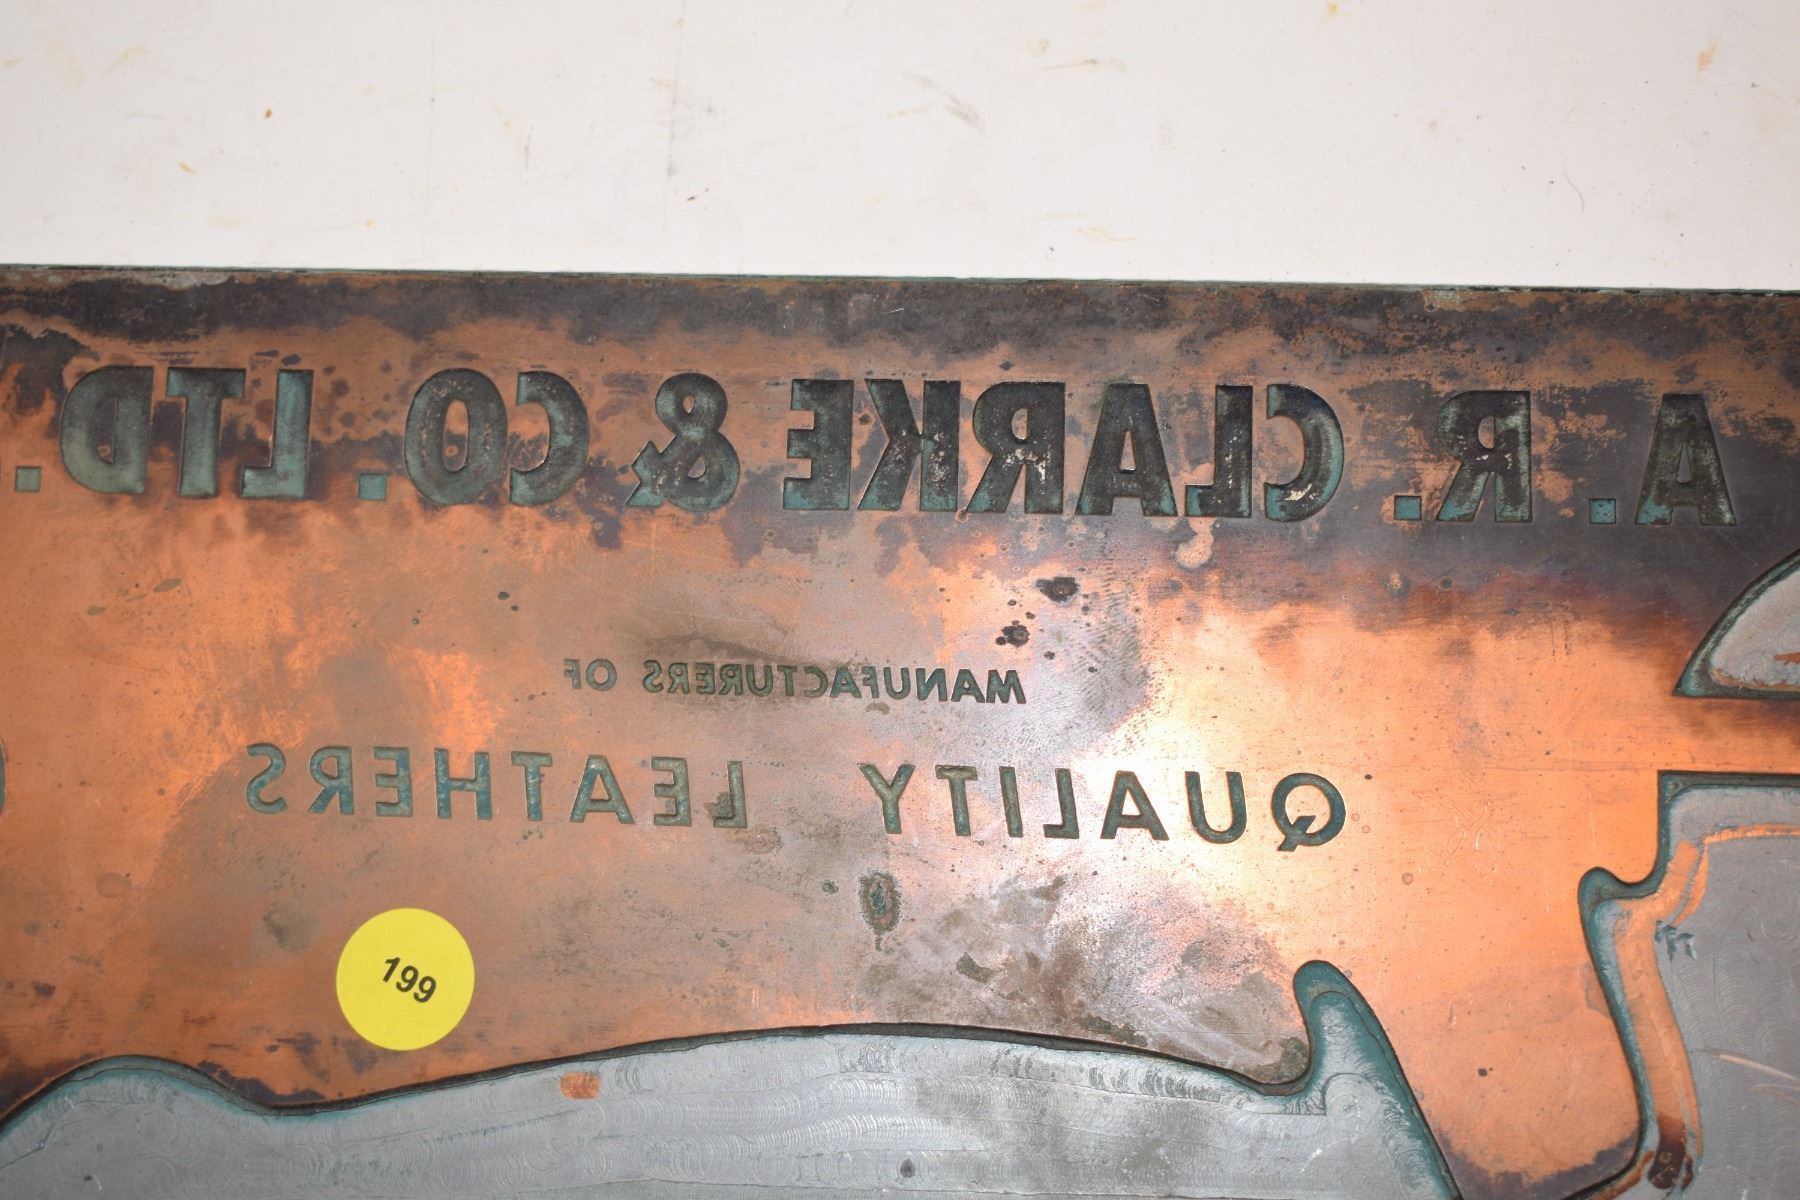 A. R. CLARKE & CO. LTD.
MANUFACTURERS OF
QUALITY LEATHERS
199